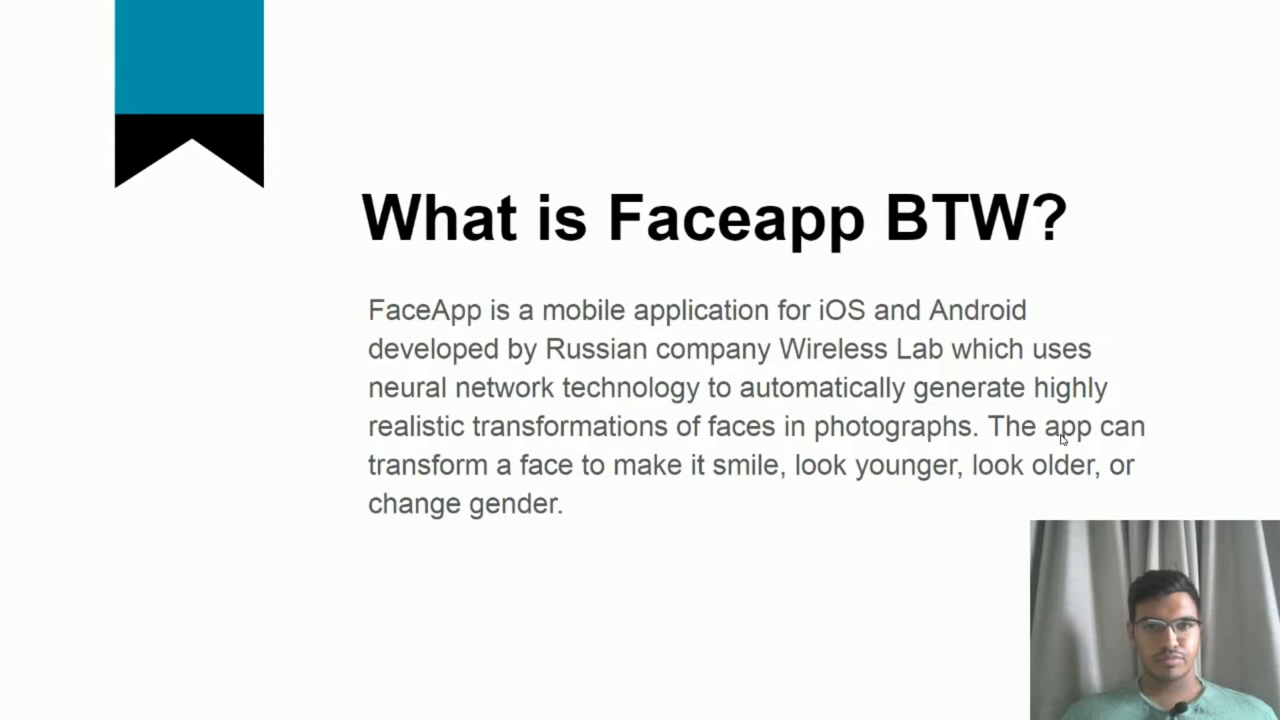 What is Faceapp BTW?
FaceApp is a mobile application for iOS and Android
developed by Russian company Wireless Lab which uses
neural network technology to automatically generate highly
realistic transformations of faces in photographs. The app can
transform a face to make it smile, look younger, look older, or
change gender.